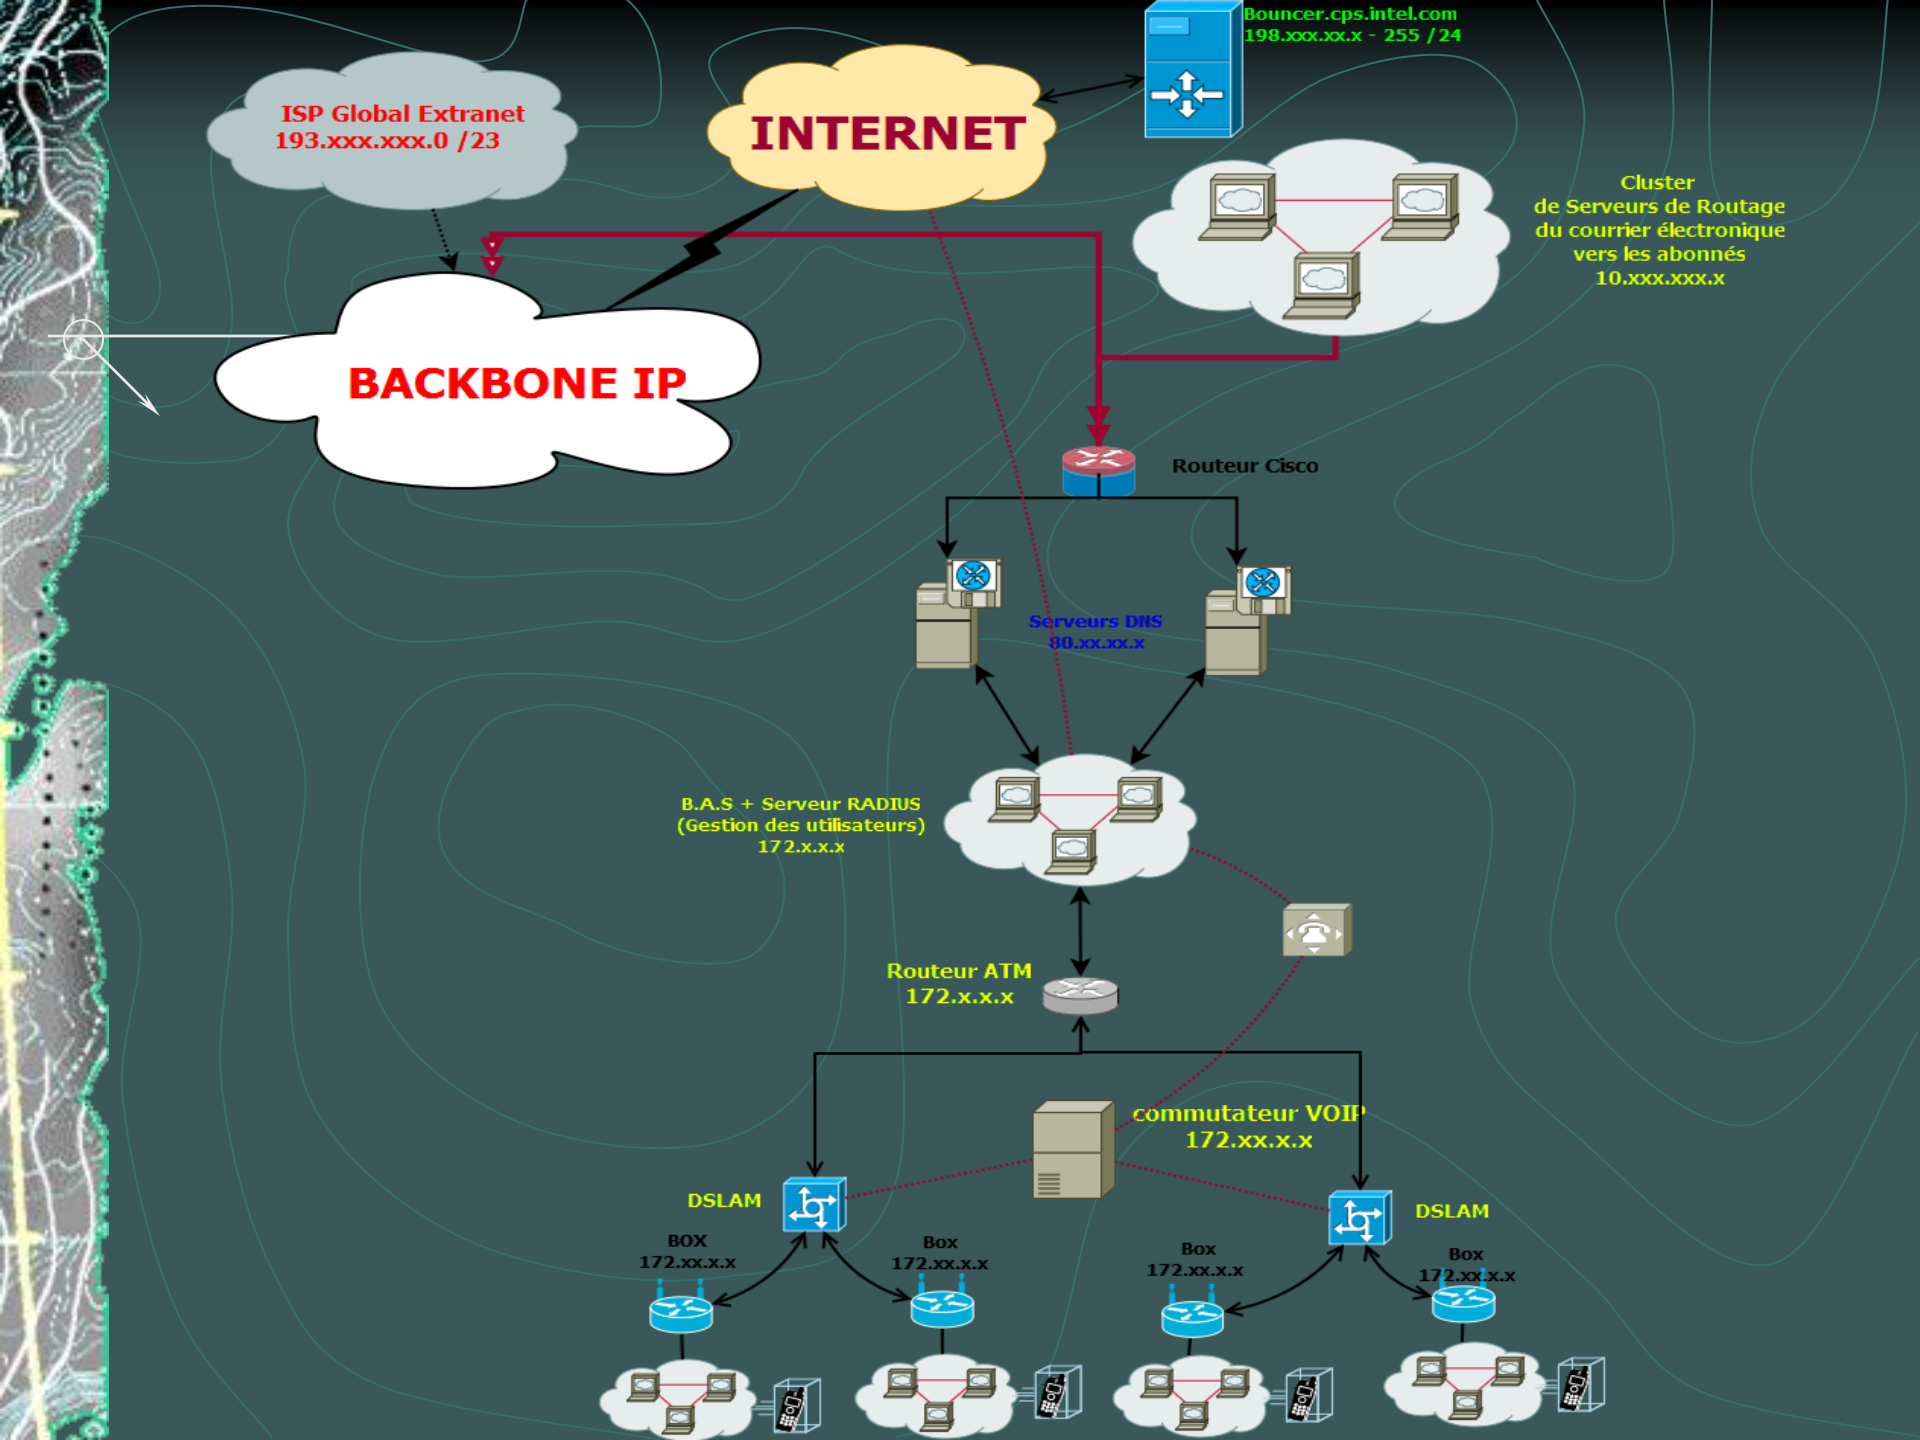 Bouncer.cps.intel.com
198.xxx.xx.x - 255 /24
ISP Global Extranet
193.xxx.xxx.0 /23
INTERNET
Cluster
de Serveurs de Routage
du courrier électronique
vers les abonnés
10.xxx.xxx.x
BACKBONE IP
Routeur Cisco
Serveurs DNS
80.xx.xx.x
B.A.S + Serveur RADIUS
(Gestion des utilisateurs)
172.x.x.x
Routeur ATM
172.x.x.x
commutateur VOIP
172.xx.x.x
DSLAM
DSLAM
BOX
172.xx.x.x
Box
172.xx.x.x
Box
172.xx.x.x
Box
172.xx.x.x